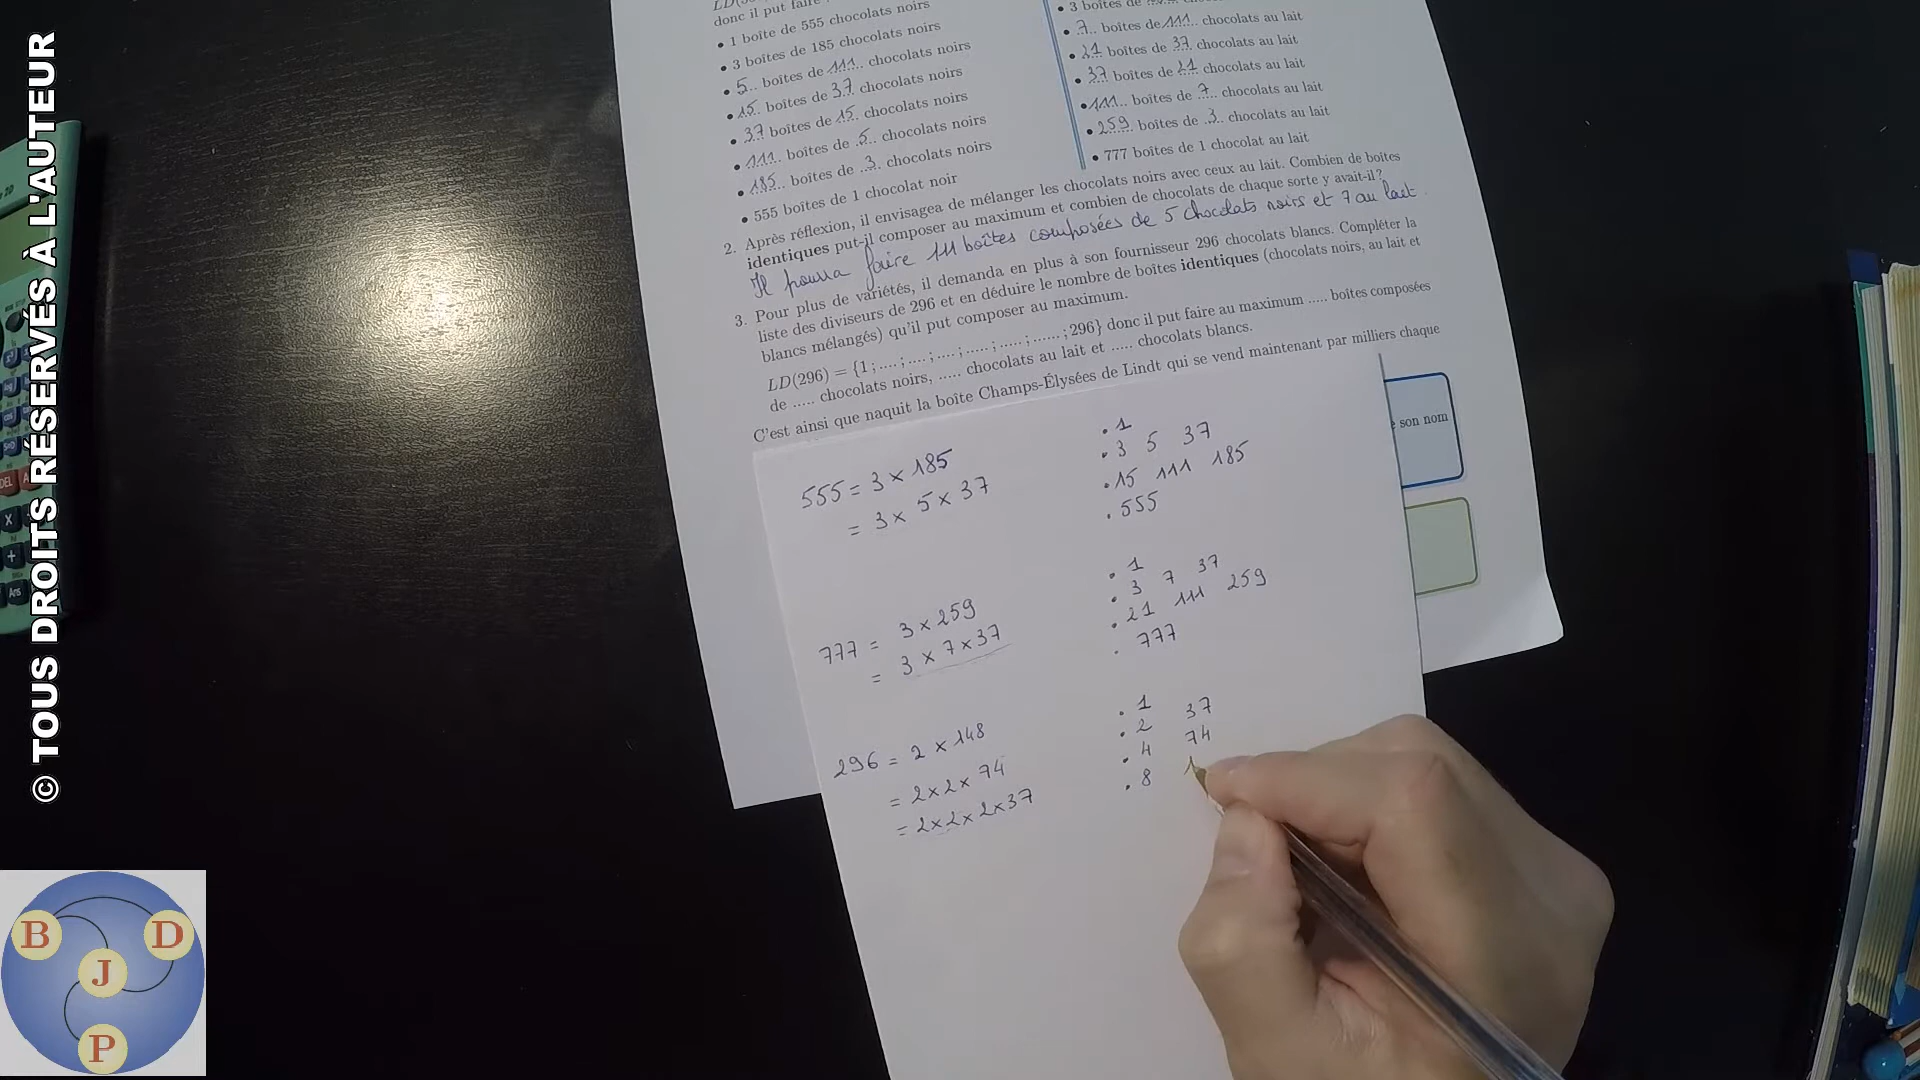 © TOUS DROITS RÉSERVÉS À L'AUTEUR
donc il put faire
• 1 boîte de 555 chocolats noirs
• 3 boîtes de 185 chocolats noirs
• 5 boîtes de 111 chocolats noirs
• 15 boîtes de 37 chocolats noirs
• 37 boîtes de 15 chocolats noirs
• 111 boîtes de 5 chocolats noirs
• 185 boîtes de 3 chocolats noirs
• 555 boîtes de 1 chocolat noir
• 3 boîtes de
• 7 boîtes de 111 chocolats au lait
• 21 boîtes de 37 chocolats au lait
• 37 boîtes de 21 chocolats au lait
• 111 boîtes de 7 chocolats au lait
• 259 boîtes de 3 chocolats au lait
• 777 boîtes de 1 chocolat au lait
2. Après réflexion, il envisagea de mélanger les chocolats noirs avec ceux au lait. Combien de boîtes
identiques put-il composer au maximum et combien de chocolats de chaque sorte y avait-il?
Il pourra faire 111 boîtes composées de 5 chocolats noirs et 7 au lait
3. Pour plus de variétés, il demanda en plus à son fournisseur 296 chocolats blancs. Compléter la
liste des diviseurs de 296 et en déduire le nombre de boîtes identiques (chocolats noirs, au lait et
blancs mélangés) qu'il put composer au maximum.
LD(296) = {1 ; .... ; .... ; .... ; ..... ; ..... ; ...... ; 296} donc il put faire au maximum ..... boîtes composées
de ..... chocolats noirs, ..... chocolats au lait et ..... chocolats blancs.
C'est ainsi que naquit la boîte Champs-Élysées de Lindt qui se vend maintenant par milliers chaque
son nom
555 = 3 × 185
= 3 × 5 × 37
• 1
• 3 5 37
• 15 111 185
• 555
777 = 3 × 259
= 3 × 7 × 37
• 1
• 3 7 37
• 21 111 259
• 777
296 = 2 × 148
= 2 × 2 × 74
= 2 × 2 × 2 × 37
• 1 37
• 2 74
• 4 1
• 8
DEL
Ans
B D
J
P